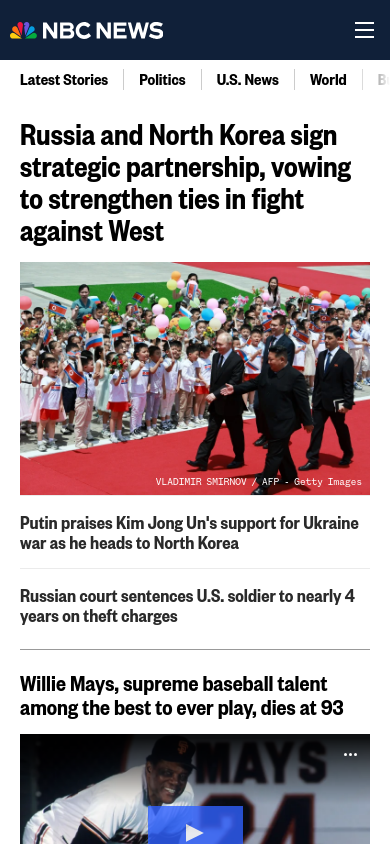 NBC NEWS
Latest Stories
Politics
U.S. News
World
Russia and North Korea sign
strategic partnership, vowing
to strengthen ties in fight
against West
VLADIMIR SMIRNOV / AFP - Getty Images
Putin praises Kim Jong Un's support for Ukraine
war as he heads to North Korea
Russian court sentences U.S. soldier to nearly 4
years on theft charges
Willie Mays, supreme baseball talent
among the best to ever play, dies at 93
MAYS
24